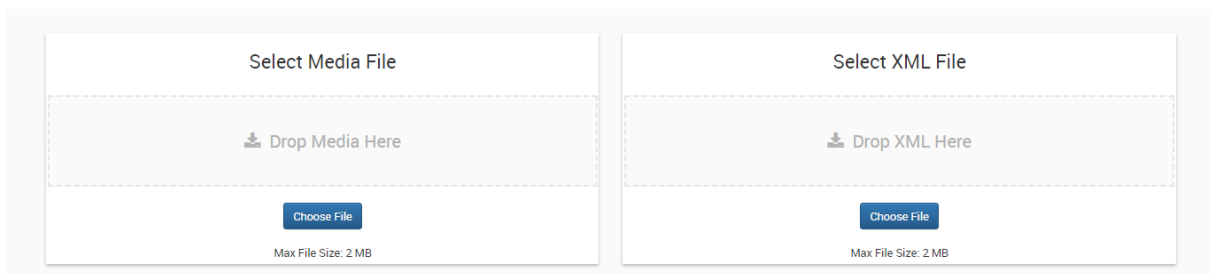 Select Media File
Drop Media Here
Choose File
Max File Size: 2 MB
Select XML File
Drop XML Here
Choose File
Max File Size: 2 MB